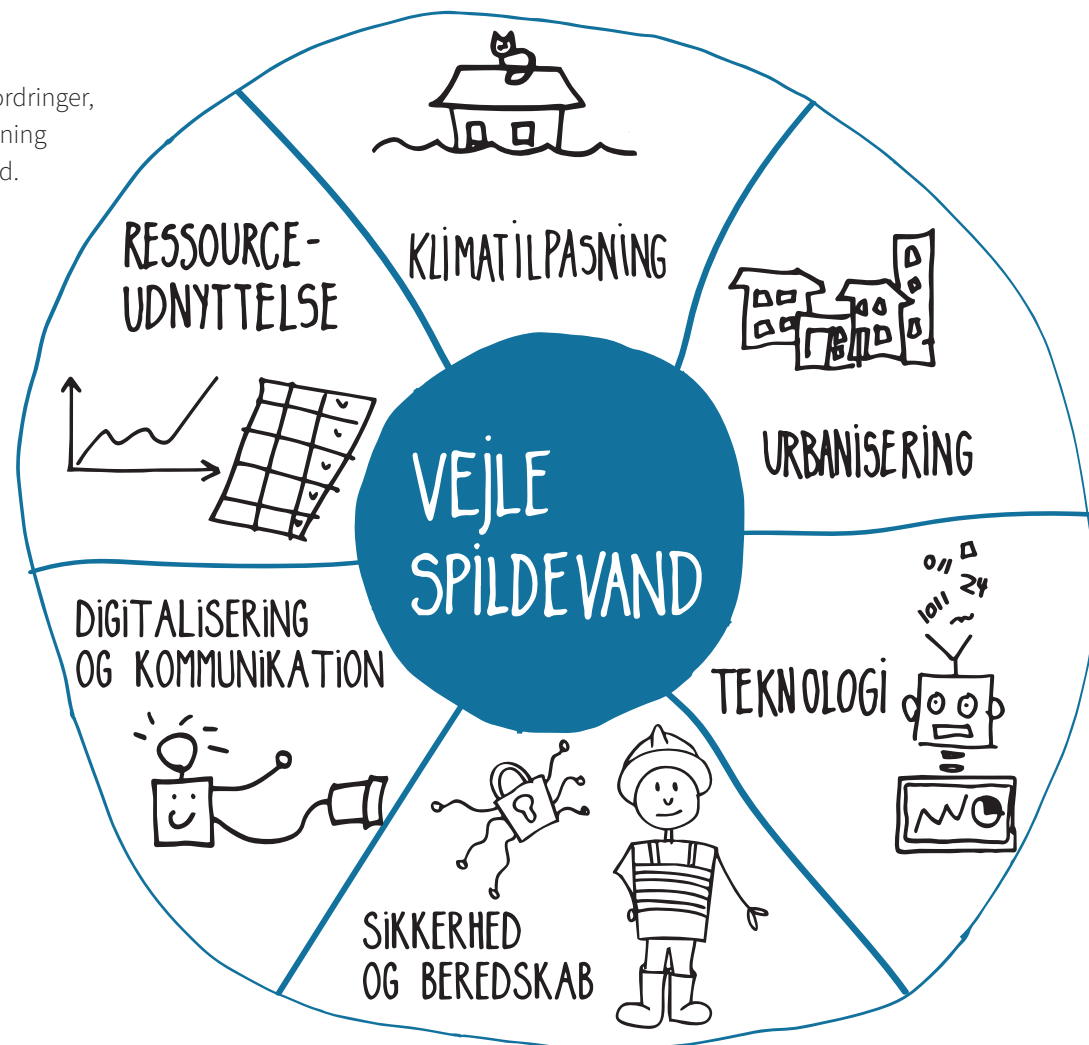 ordringer,
ning
d.
RESSOURCE-
UDNYTTELSE
KLIMATILPASNING
URBANISERING
VEJLE
SPILDEVAND
DIGITALISERING
OG KOMMUNIKATION
TEKNOLOGI
011
24
1011
SIKKERHED
OG BEREDSKAB